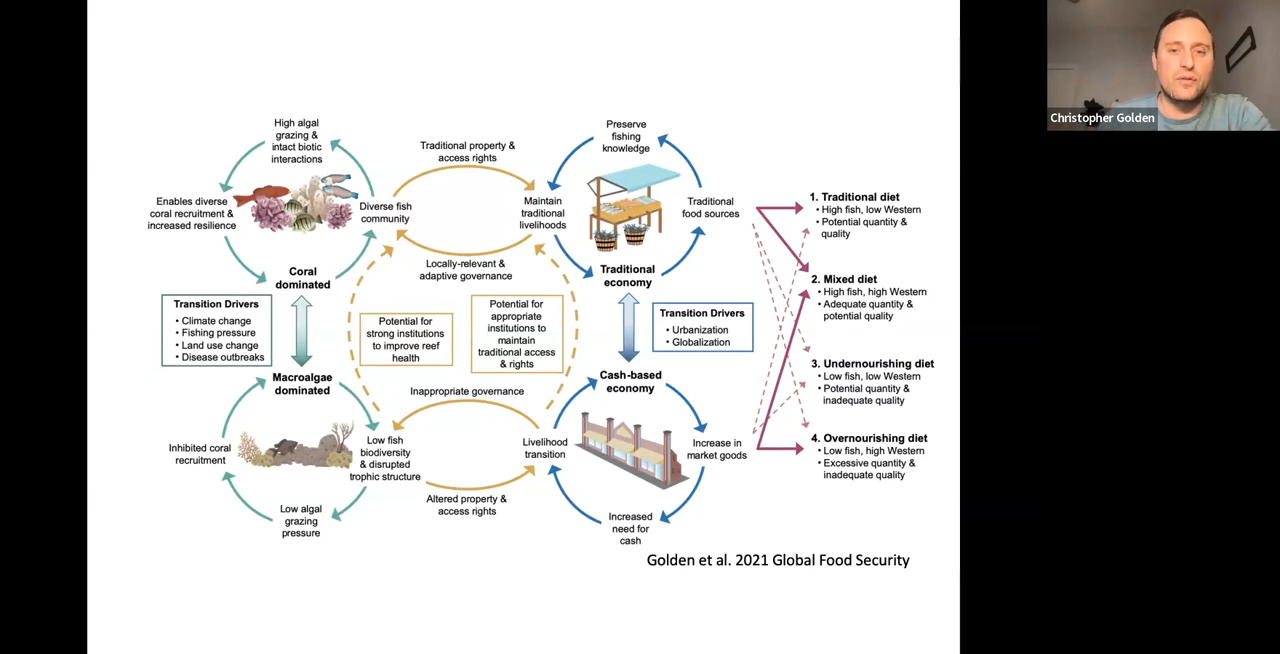 Christopher Golden
High algal
grazing &
intact biotic
interactions
Enables diverse
coral recruitment &
increased resilience
Diverse fish
community
Coral
dominated
Traditional property &
access rights
Locally-relevant &
adaptive governance
Preserve
fishing
knowledge
Maintain
traditional
livelihoods
Traditional
food sources
Traditional
economy
Transition Drivers
• Climate change
• Fishing pressure
• Land use change
• Disease outbreaks
Potential for
strong institutions
to improve reef
health
Potential for
appropriate
institutions to
maintain
traditional access
& rights
Transition Drivers
• Urbanization
• Globalization
Macroalgae
dominated
Inhibited coral
recruitment
Low fish
biodiversity
& disrupted
trophic structure
Low algal
grazing
pressure
Inappropriate governance
Altered property &
access rights
Cash-based
economy
Livelihood
transition
Increase in
market goods
Increased
need for
cash
1. Traditional diet
• High fish, low Western
• Potential quantity &
quality
2. Mixed diet
• High fish, high Western
• Adequate quantity &
potential quality
3. Undernourishing diet
• Low fish, low Western
• Potential quantity &
inadequate quality
4. Overnourishing diet
• Low fish, high Western
• Excessive quantity &
inadequate quality
Golden et al. 2021 Global Food Security